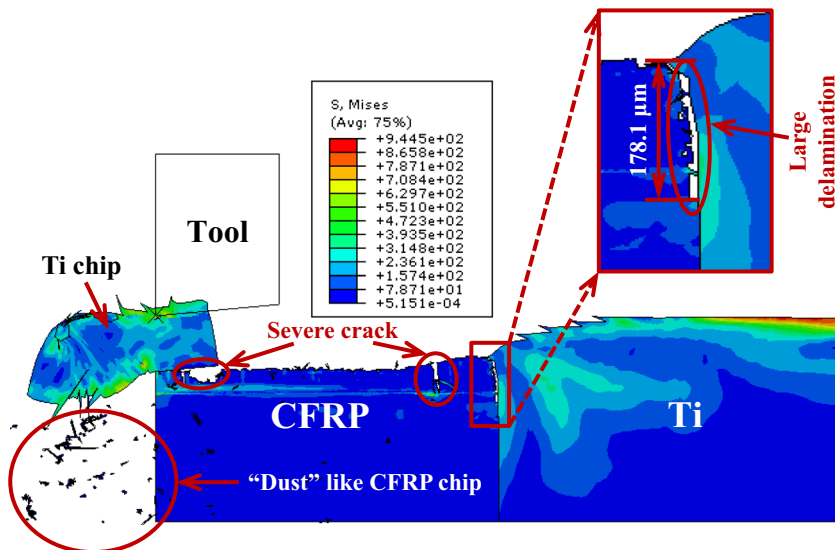 S, Mises
(Avg: 75%)
+9.445e+02
+8.658e+02
+7.871e+02
+7.084e+02
+6.297e+02
+5.510e+02
+4.723e+02
+3.935e+02
+3.148e+02
+2.361e+02
+1.574e+02
+7.871e+01
+5.151e-04
178.1 μm
Large
delamination
Tool
Ti chip
Severe crack
CFRP
Ti
“Dust” like CFRP chip